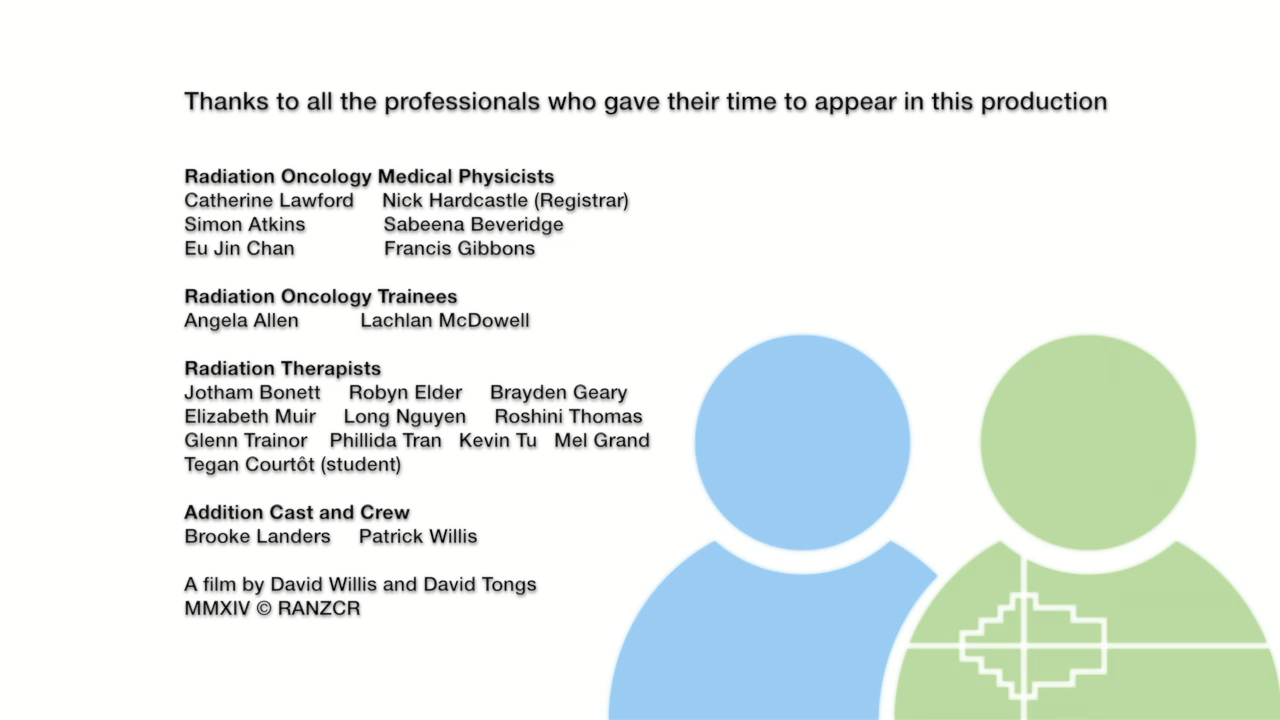 Thanks to all the professionals who gave their time to appear in this production
Radiation Oncology Medical Physicists
Catherine Lawford Nick Hardcastle (Registrar)
Simon Atkins Sabeena Beveridge
Eu Jin Chan Francis Gibbons
Radiation Oncology Trainees
Angela Allen Lachlan McDowell
Radiation Therapists
Jotham Bonett Robyn Elder Brayden Geary
Elizabeth Muir Long Nguyen Roshini Thomas
Glenn Trainor Phillida Tran Kevin Tu Mel Grand
Tegan Courtôt (student)
Addition Cast and Crew
Brooke Landers Patrick Willis
A film by David Willis and David Tongs
MMXIV © RANZCR